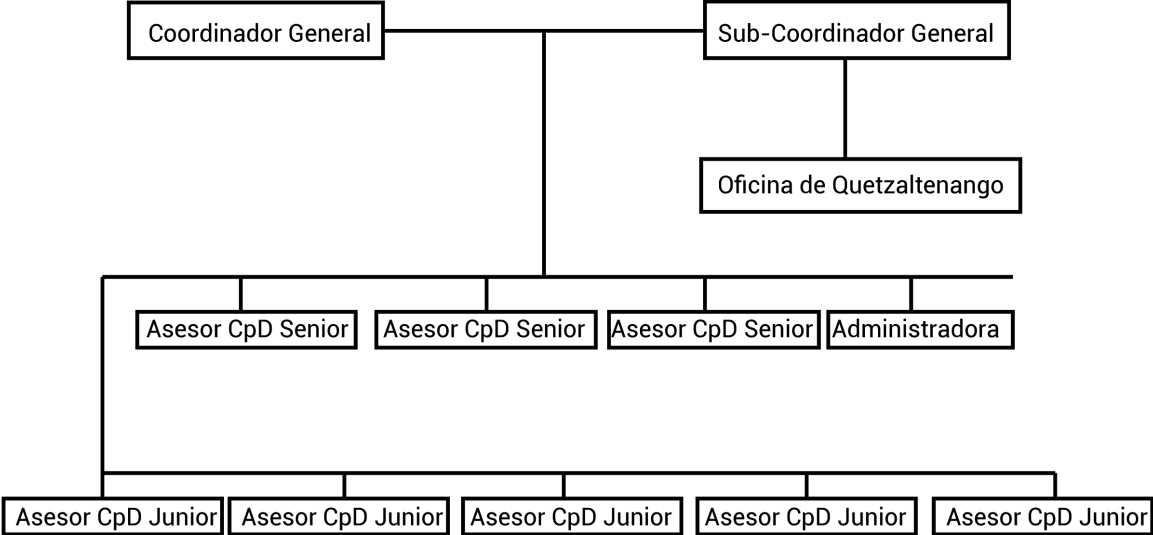 Coordinador General
Sub-Coordinador General
Oficina de Quetzaltenango
Asesor CpD Senior
Asesor CpD Senior
Asesor CpD Senior
Administradora
Asesor CpD Junior
Asesor CpD Junior
Asesor CpD Junior
Asesor CpD Junior
Asesor CpD Junior